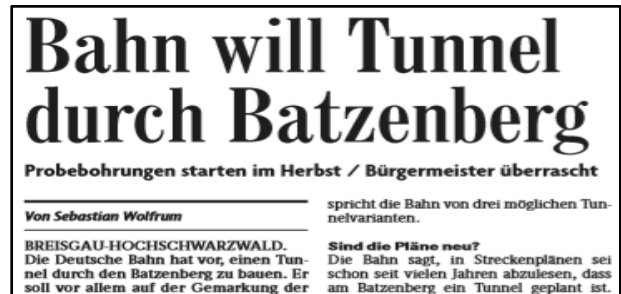 Bahn will Tunnel
durch Batzenberg
Probebohrungen starten im Herbst / Bürgermeister überrascht
Von Sebastian Wolfrum
BREISGAU-HOCHSCHWARZWALD.
Die Deutsche Bahn hat vor, einen Tun-
nel durch den Batzenberg zu bauen. Er
soll vor allem auf der Gemarkung der
spricht die Bahn von drei möglichen Tun-
nelvarianten.
Sind die Pläne neu?
Die Bahn sagt, in Streckenplänen sei
schon seit vielen Jahren abzulesen, dass
am Batzenberg ein Tunnel geplant ist.